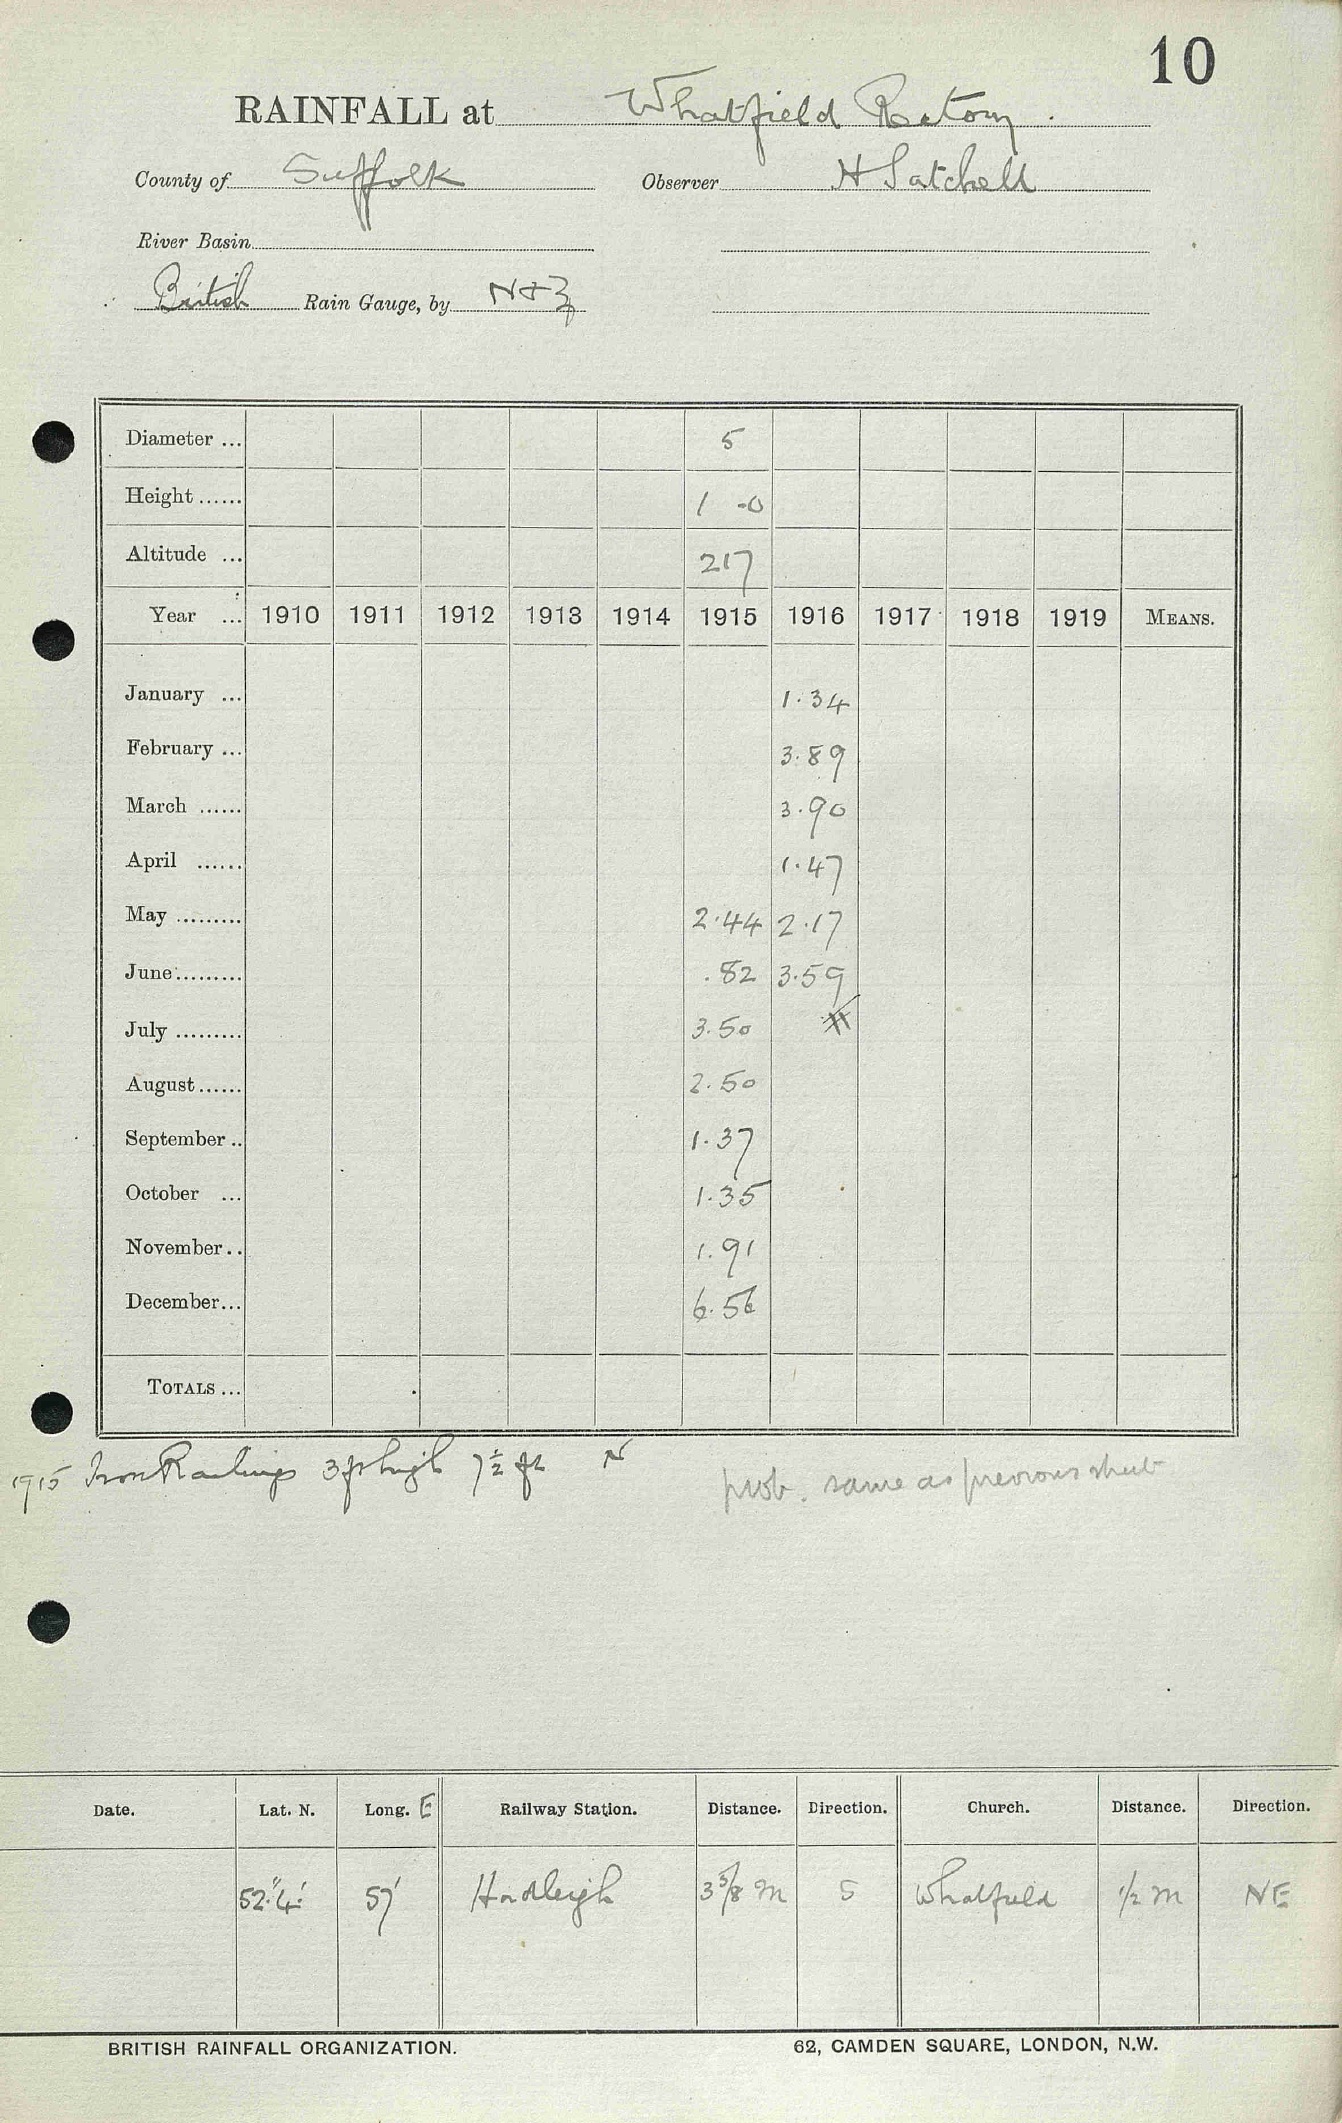 10
RAINFALL at Whatfield Rectory.
County of Suffolk Observer H Satchell
River Basin
British Rain Gauge, by N & Z
Diameter ... 5
Height ...... 1 - 0
Altitude ... 217
Year ... 1910 1911 1912 1913 1914 1915 1916 1917 1918 1919 MEANS.
January ... 1.34
February ... 3.89
March ...... 3.90
April ...... 1.47
May ......... 2.44 2.17
June ......... .82 3.59
July ......... 3.50
August ...... 2.50
September .. 1.37
October ... 1.35
November .. 1.91
December ... 6.56
TOTALS ...
1915 Iron Railings 3 ft high 7½ ft N
prob. same as previous sheet
Date. Lat. N. Long. E Railway Station. Distance. Direction. Church. Distance. Direction.
52° 4' 57' Hadleigh 3 5/8 m S Whatfield 1/2 m NE
BRITISH RAINFALL ORGANIZATION. 62, CAMDEN SQUARE, LONDON, N.W.